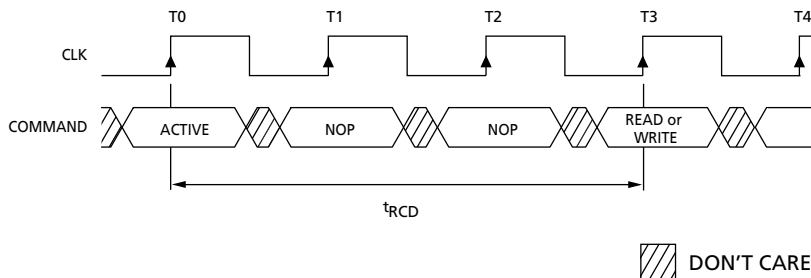 T0 T1 T2 T3 T4
CLK
COMMAND ACTIVE NOP NOP READ or
WRITE
tRCD
DON'T CARE